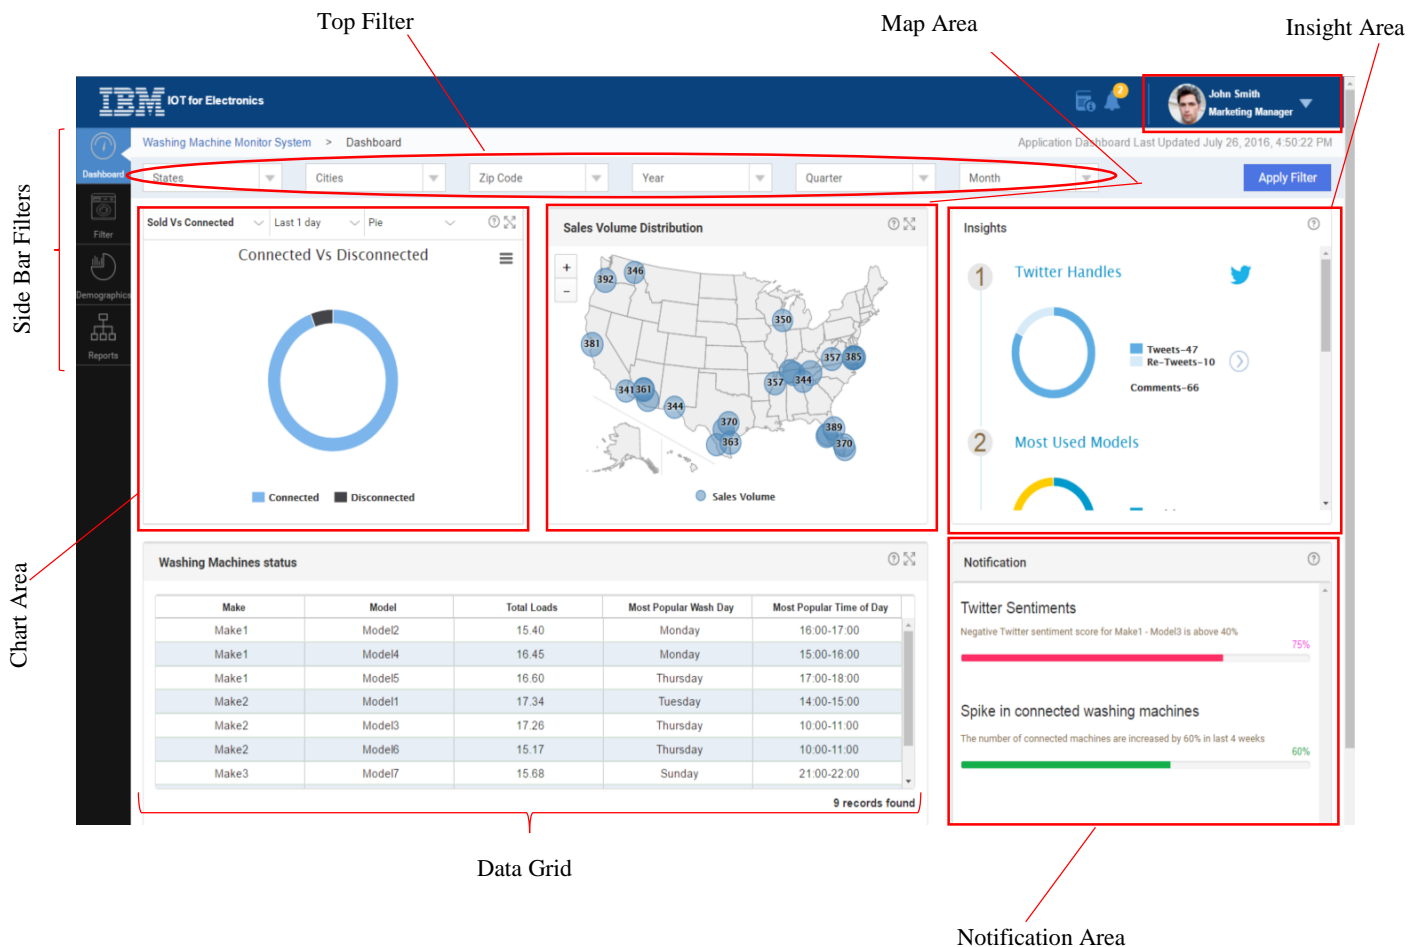 Top Filter
Map Area
Insight Area
IBM IOT for Electronics
2
John Smith
Marketing Manager
Washing Machine Monitor System > Dashboard
Application Dashboard Last Updated July 26, 2016, 4:50:22 PM
Side Bar Filters
Dashboard
Filter
Demographics
Reports
States
Cities
Zip Code
Year
Quarter
Month
Apply Filter
Sold Vs Connected
Last 1 day
Pie
Connected Vs Disconnected
Connected
Disconnected
Chart Area
Sales Volume Distribution
+
−
392
346
350
381
357
385
357
344
341
361
344
370
363
389
370
Sales Volume
Insights
1
Twitter Handles
Tweets-47
Re-Tweets-10
Comments-66
2
Most Used Models
Washing Machines status
Make Model Total Loads Most Popular Wash Day Most Popular Time of Day
Make1 Model2 15.40 Monday 16:00-17:00
Make1 Model4 16.45 Monday 15:00-16:00
Make1 Model5 16.60 Thursday 17:00-18:00
Make2 Model1 17.34 Tuesday 14:00-15:00
Make2 Model3 17.26 Thursday 10:00-11:00
Make2 Model6 15.17 Thursday 10:00-11:00
Make3 Model7 15.68 Sunday 21:00-22:00
9 records found
Data Grid
Notification
Twitter Sentiments
Negative Twitter sentiment score for Make1 - Model3 is above 40%
75%
Spike in connected washing machines
The number of connected machines are increased by 60% in last 4 weeks
60%
Notification Area